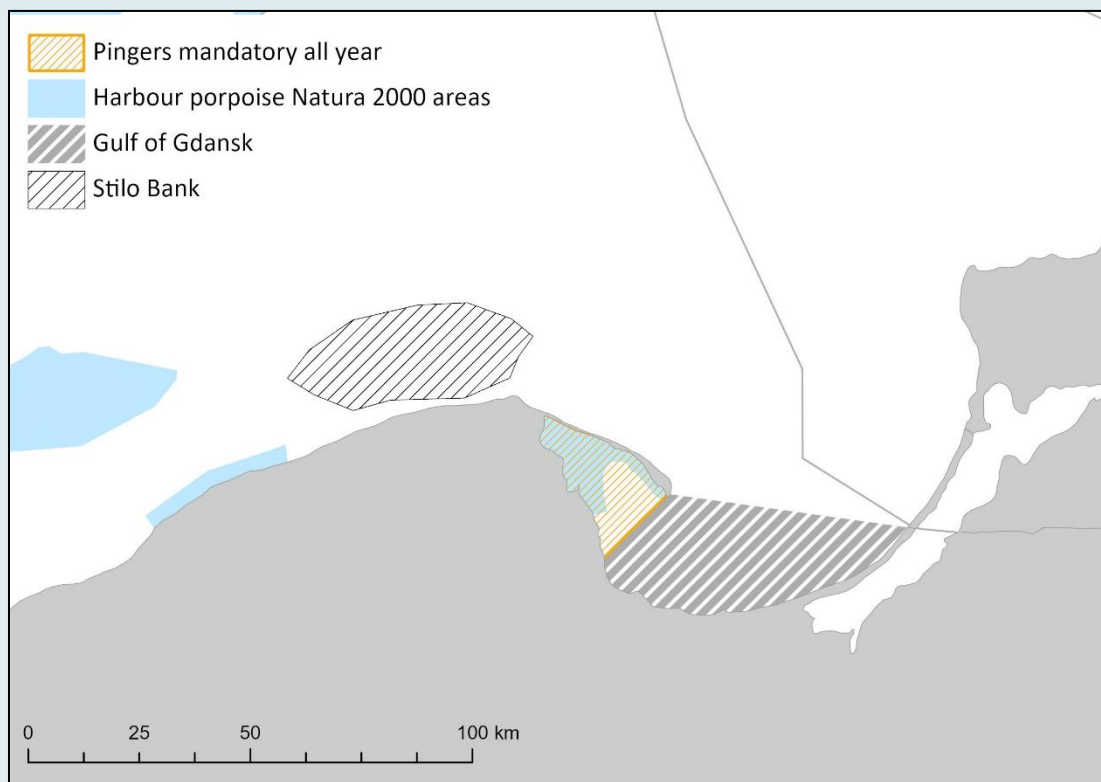 Pingers mandatory all year
Harbour porpoise Natura 2000 areas
Gulf of Gdansk
Stilo Bank
0 25 50 100 km